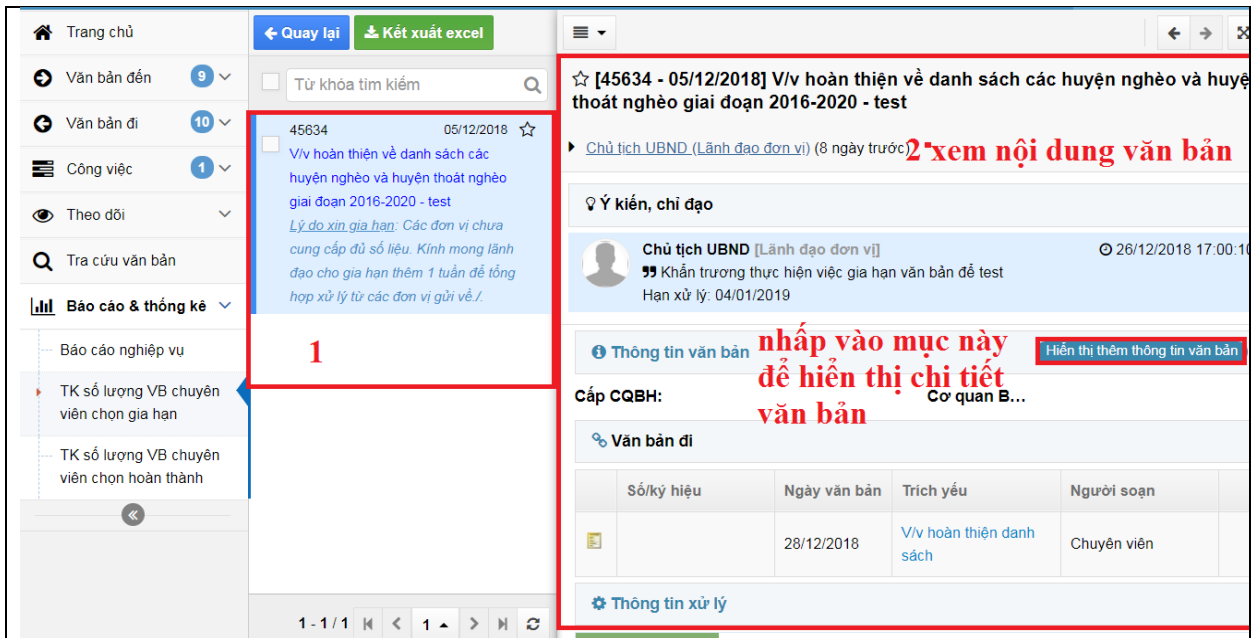 Trang chủ
Văn bản đến 9
Văn bản đi 10
Công việc 1
Theo dõi
Tra cứu văn bản
Báo cáo & thống kê
Báo cáo nghiệp vụ
TK số lượng VB chuyên
viên chọn gia hạn
TK số lượng VB chuyên
viên chọn hoàn thành
Quay lại
Kết xuất excel
Từ khóa tìm kiếm
45634 05/12/2018
V/v hoàn thiện về danh sách các
huyện nghèo và huyện thoát nghèo
giai đoạn 2016-2020 - test
Lý do xin gia hạn: Các đơn vị chưa
cung cấp đủ số liệu. Kính mong lãnh
đạo cho gia hạn thêm 1 tuần để tổng
hợp xử lý từ các đơn vị gửi về./.
1
1 - 1 / 1 1
[45634 - 05/12/2018] V/v hoàn thiện về danh sách các huyện nghèo và huyệ
thoát nghèo giai đoạn 2016-2020 - test
Chủ tịch UBND (Lãnh đạo đơn vị) (8 ngày trước)
2 xem nội dung văn bản
Ý kiến, chỉ đạo
Chủ tịch UBND [Lãnh đạo đơn vị] 26/12/2018 17:00:10
Khẩn trương thực hiện việc gia hạn văn bản để test
Hạn xử lý: 04/01/2019
Thông tin văn bản
Hiển thị thêm thông tin văn bản
nhấp vào mục này
để hiển thị chi tiết
văn bản
Cấp CQBH: Cơ quan B...
Văn bản đi
Số/ký hiệu Ngày văn bản Trích yếu Người soạn
28/12/2018 V/v hoàn thiện danh sách Chuyên viên
Thông tin xử lý